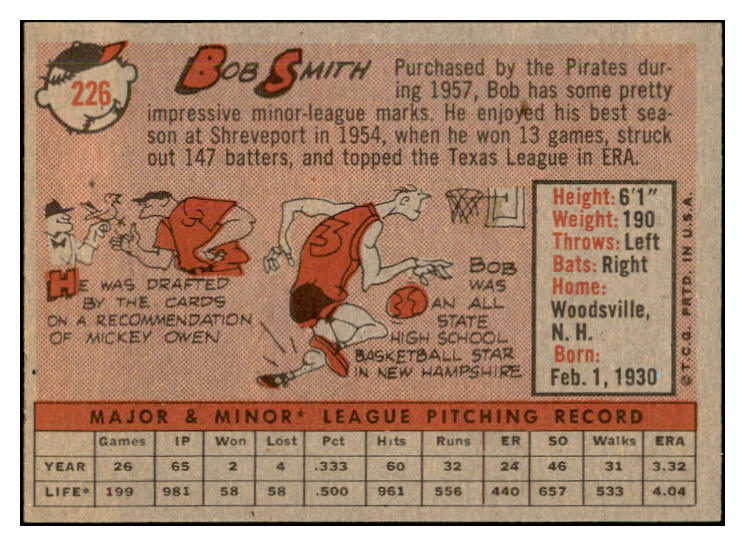 226
BOB SMITH
Purchased by the Pirates dur-
ing 1957, Bob has some pretty
impressive minor-league marks. He enjoyed his best sea-
son at Shreveport in 1954, when he won 13 games, struck
out 147 batters, and topped the Texas League in ERA.
HE WAS DRAFTED
BY THE CARDS
ON A RECOMMENDATION
OF MICKEY OWEN
BOB
WAS
AN ALL
STATE
HIGH SCHOOL
BASKETBALL STAR
IN NEW HAMPSHIRE
Height: 6'1"
Weight: 190
Throws: Left
Bats: Right
Home:
Woodsville,
N. H.
Born:
Feb. 1, 1930
©T.C.G. PRTD. IN U.S.A.
MAJOR & MINOR* LEAGUE PITCHING RECORD
Games IP Won Lost Pct Hits Runs ER SO Walks ERA
YEAR 26 65 2 4 .333 60 32 24 46 31 3.32
LIFE* 199 981 58 58 .500 961 556 440 657 533 4.04